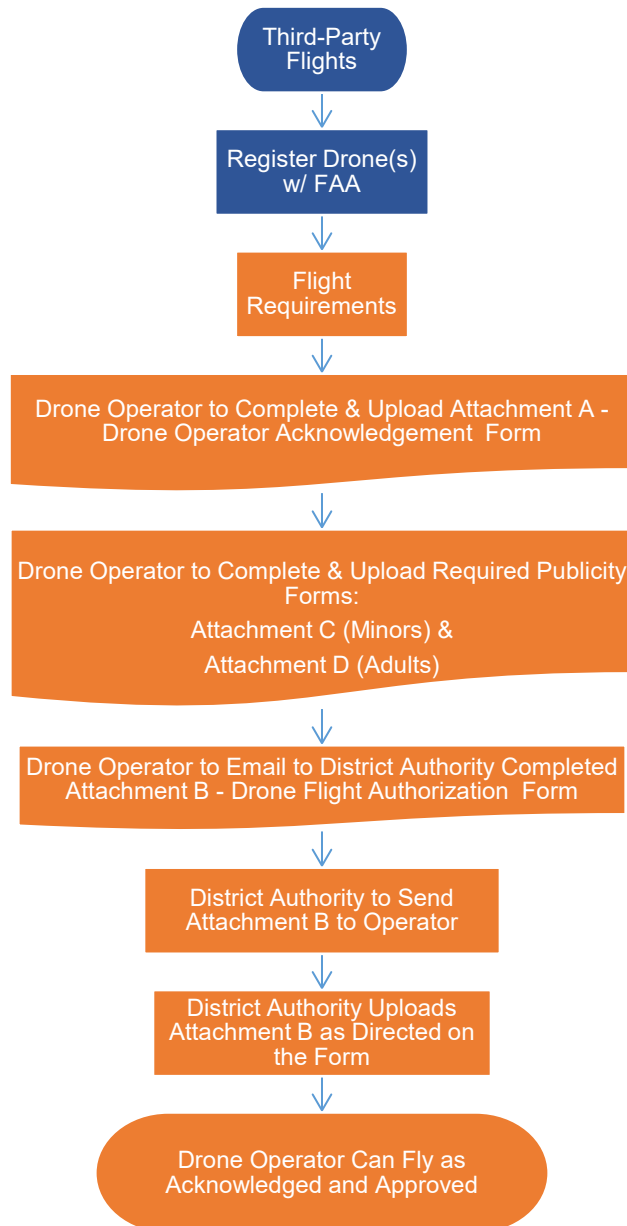 Third-Party
Flights
Register Drone(s)
w/ FAA
Flight
Requirements
Drone Operator to Complete & Upload Attachment A -
Drone Operator Acknowledgement Form
Drone Operator to Complete & Upload Required Publicity
Forms:
Attachment C (Minors) &
Attachment D (Adults)
Drone Operator to Email to District Authority Completed
Attachment B - Drone Flight Authorization Form
District Authority to Send
Attachment B to Operator
District Authority Uploads
Attachment B as Directed on
the Form
Drone Operator Can Fly as
Acknowledged and Approved